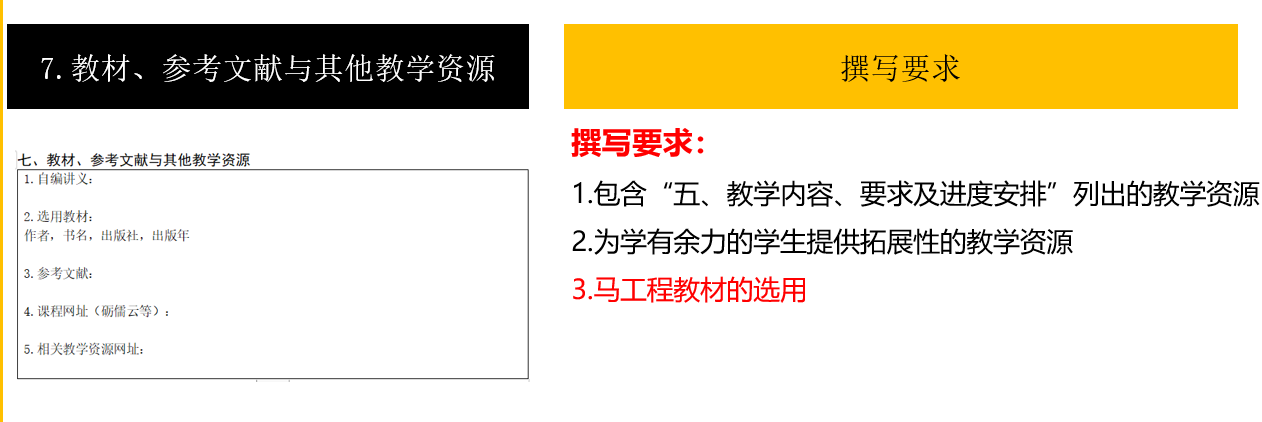 7.教材、参考文献与其他教学资源
七、教材、参考文献与其他教学资源
1.自编讲义：
2.选用教材：
作者，书名，出版社，出版年
3.参考文献：
4.课程网址（砺儒云等）：
5.相关教学资源网址：
撰写要求
撰写要求：
1.包含“五、教学内容、要求及进度安排”列出的教学资源
2.为学有余力的学生提供拓展性的教学资源
3.马工程教材的选用